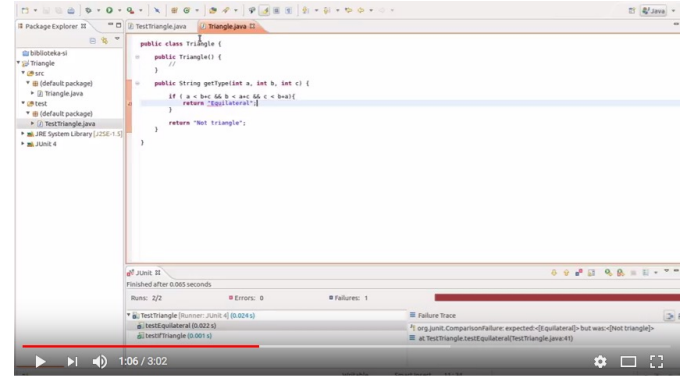 Java
Package Explorer
TestTriangle.java
Triangle.java
biblioteka-si
Triangle
src
(default package)
Triangle.java
test
(default package)
TestTriangle.java
JRE System Library [J2SE-1.5]
JUnit 4
public class Triangle {
public Triangle() {
//
}
public String getType(int a, int b, int c) {
if ( a < b+c && b < a+c && c < b+a){
return "Equilateral";
}
return "Not triangle";
}
}
JUnit
Finished after 0.065 seconds
Runs: 2/2
Errors: 0
Failures: 1
TestTriangle [Runner: JUnit 4] (0.024 s)
testEquilateral (0.022 s)
testIfTriangle (0.001 s)
Failure Trace
org.junit.ComparisonFailure: expected:<[Equilateral]> but was:<[Not triangle]>
at TestTriangle.testEquilateral(TestTriangle.java:41)
1:06 / 3:02